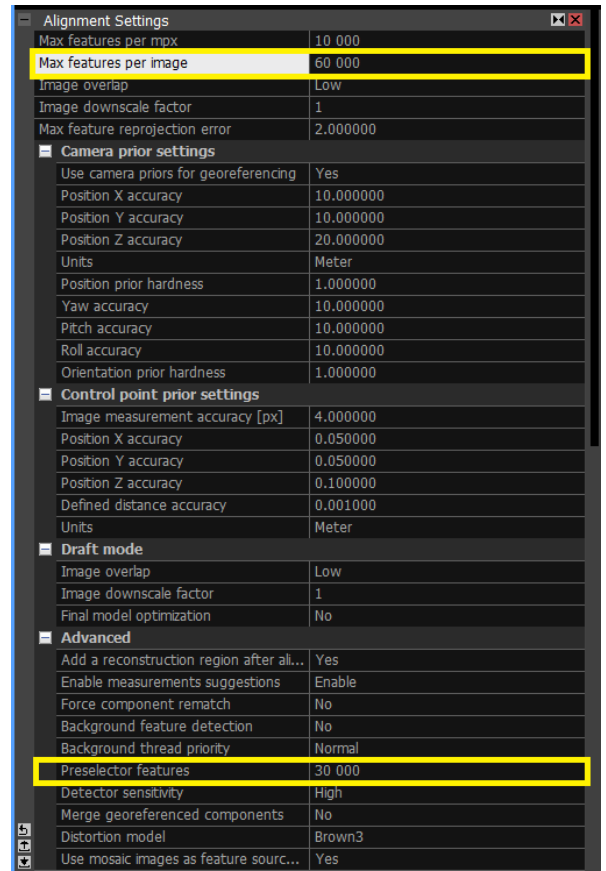 Alignment Settings
Max features per mpx 10 000
Max features per image 60 000
Image overlap Low
Image downscale factor 1
Max feature reprojection error 2.000000
Camera prior settings
Use camera priors for georeferencing Yes
Position X accuracy 10.000000
Position Y accuracy 10.000000
Position Z accuracy 20.000000
Units Meter
Position prior hardness 1.000000
Yaw accuracy 10.000000
Pitch accuracy 10.000000
Roll accuracy 10.000000
Orientation prior hardness 1.000000
Control point prior settings
Image measurement accuracy [px] 4.000000
Position X accuracy 0.050000
Position Y accuracy 0.050000
Position Z accuracy 0.100000
Defined distance accuracy 0.001000
Units Meter
Draft mode
Image overlap Low
Image downscale factor 1
Final model optimization No
Advanced
Add a reconstruction region after ali... Yes
Enable measurements suggestions Enable
Force component rematch No
Background feature detection No
Background thread priority Normal
Preselector features 30 000
Detector sensitivity High
Merge georeferenced components No
Distortion model Brown3
Use mosaic images as feature sourc... Yes